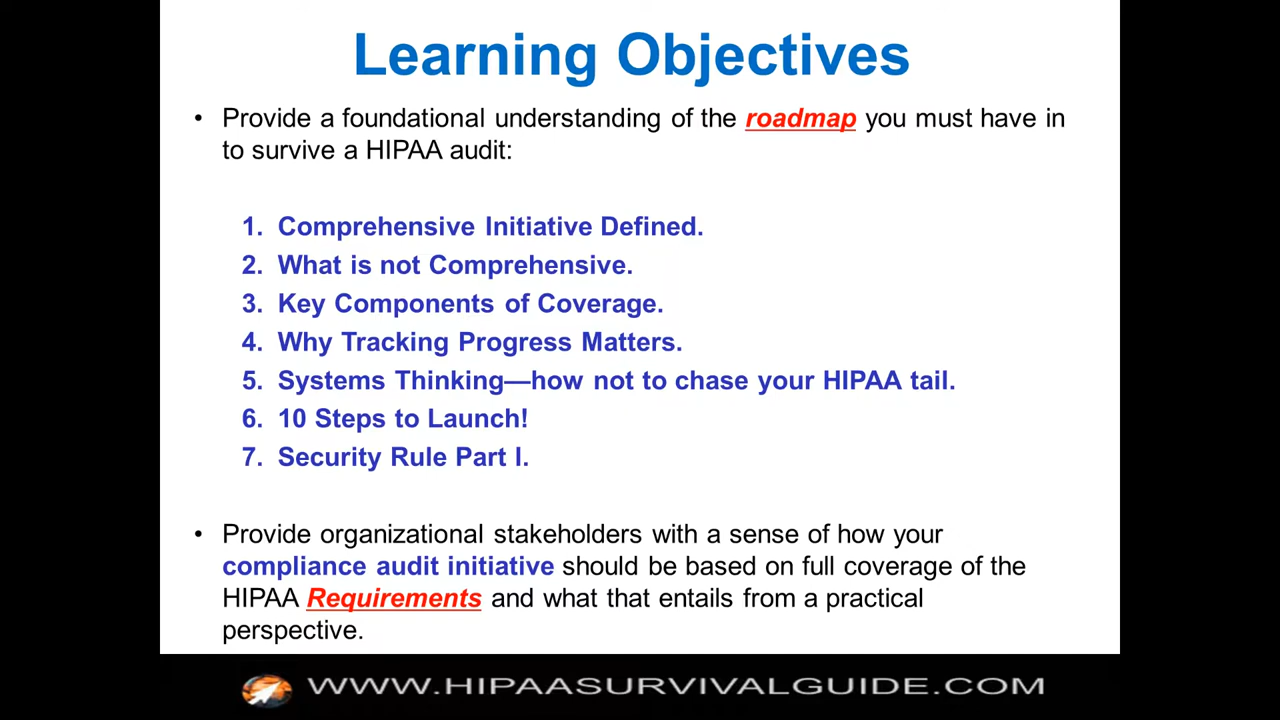 Learning Objectives
• Provide a foundational understanding of the roadmap you must have in
to survive a HIPAA audit:
1. Comprehensive Initiative Defined.
2. What is not Comprehensive.
3. Key Components of Coverage.
4. Why Tracking Progress Matters.
5. Systems Thinking—how not to chase your HIPAA tail.
6. 10 Steps to Launch!
7. Security Rule Part I.
• Provide organizational stakeholders with a sense of how your
compliance audit initiative should be based on full coverage of the
HIPAA Requirements and what that entails from a practical
perspective.
WWW.HIPAASURVIVALGUIDE.COM